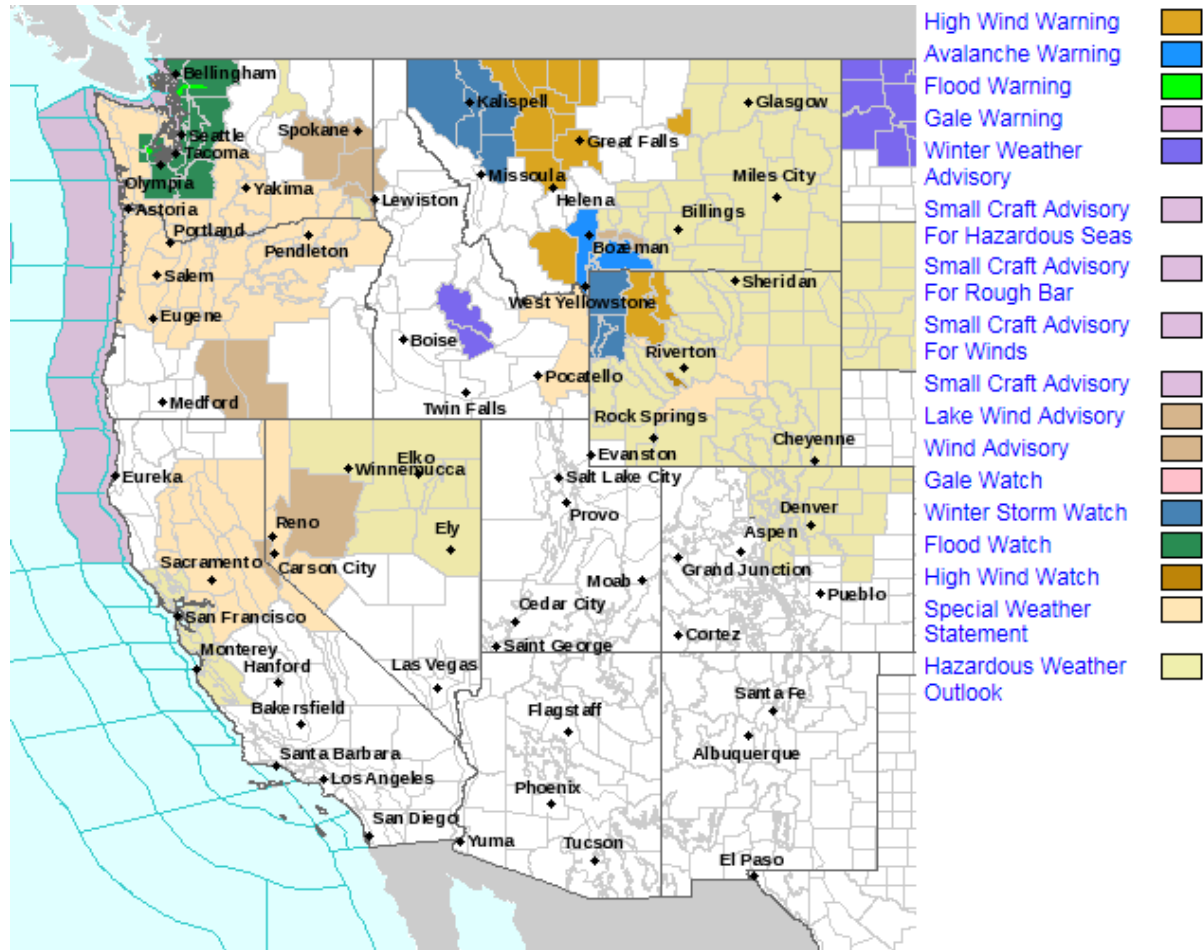 Bellingham
Seattle
Spokane
Tacoma
Olympia
Yakima
Astoria
Lewiston
Portland
Pendleton
Salem
Eugene
Medford
Kalispell
Great Falls
Missoula
Helena
Glasgow
Miles City
Billings
Bozeman
West Yellowstone
Sheridan
Boise
Pocatello
Twin Falls
Riverton
Rock Springs
Cheyenne
Evanston
Eureka
Winnemucca
Elko
Reno
Ely
Carson City
Sacramento
San Francisco
Monterey
Hanford
Bakersfield
Las Vegas
Santa Barbara
Los Angeles
San Diego
Salt Lake City
Provo
Moab
Cedar City
Saint George
Denver
Aspen
Grand Junction
Pueblo
Cortez
Flagstaff
Phoenix
Yuma
Tucson
Santa Fe
Albuquerque
El Paso
High Wind Warning
Avalanche Warning
Flood Warning
Gale Warning
Winter Weather
Advisory
Small Craft Advisory
For Hazardous Seas
Small Craft Advisory
For Rough Bar
Small Craft Advisory
For Winds
Small Craft Advisory
Lake Wind Advisory
Wind Advisory
Gale Watch
Winter Storm Watch
Flood Watch
High Wind Watch
Special Weather
Statement
Hazardous Weather
Outlook